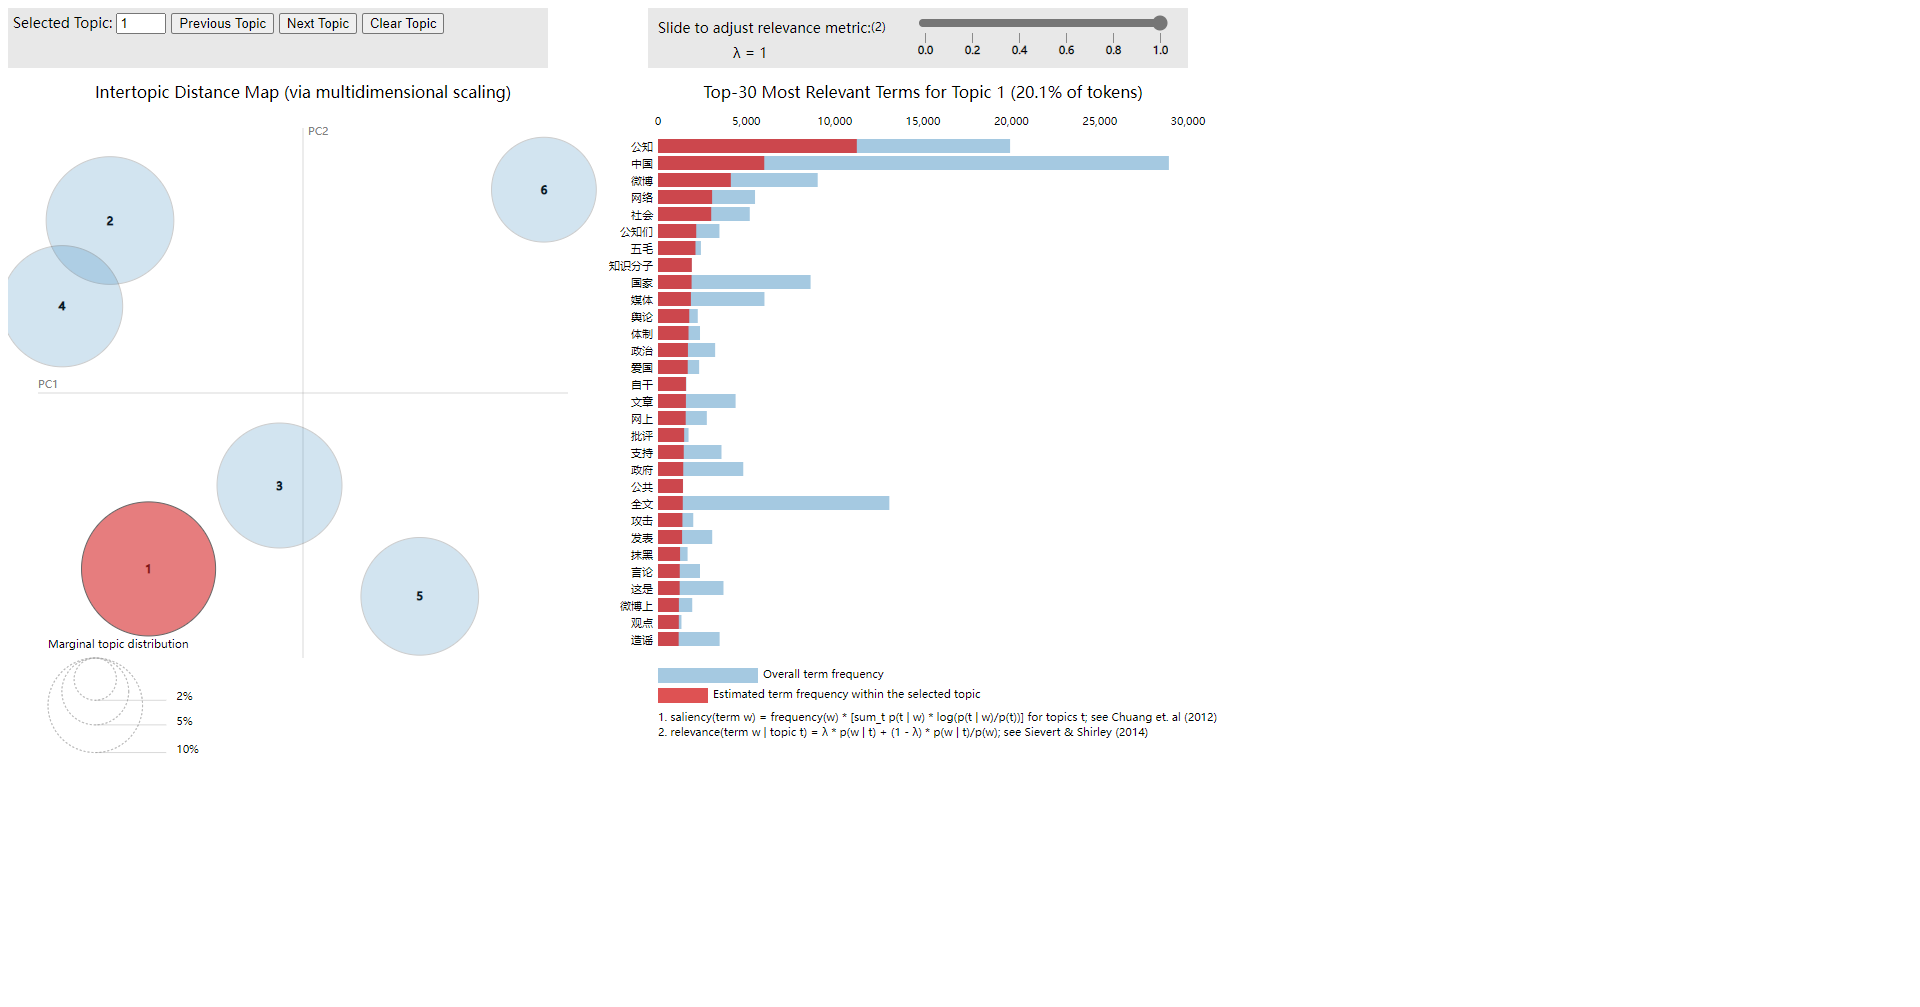 Selected Topic: 1 Previous Topic Next Topic Clear Topic
Slide to adjust relevance metric:(2)
λ = 1
0.0 0.2 0.4 0.6 0.8 1.0
Intertopic Distance Map (via multidimensional scaling)
PC2
PC1
2
4
6
3
1
5
Marginal topic distribution
2%
5%
10%
Top-30 Most Relevant Terms for Topic 1 (20.1% of tokens)
0 5,000 10,000 15,000 20,000 25,000 30,000
公知
中国
微博
网络
社会
公知们
五毛
知识分子
国家
媒体
舆论
体制
政治
爱国
自干
文章
网上
批评
支持
政府
公共
全文
攻击
发表
抹黑
言论
这是
微博上
观点
造谣
Overall term frequency
Estimated term frequency within the selected topic
1. saliency(term w) = frequency(w) * [sum_t p(t | w) * log(p(t | w)/p(t))] for topics t; see Chuang et. al (2012)
2. relevance(term w | topic t) = λ * p(w | t) + (1 - λ) * p(w | t)/p(w); see Sievert & Shirley (2014)